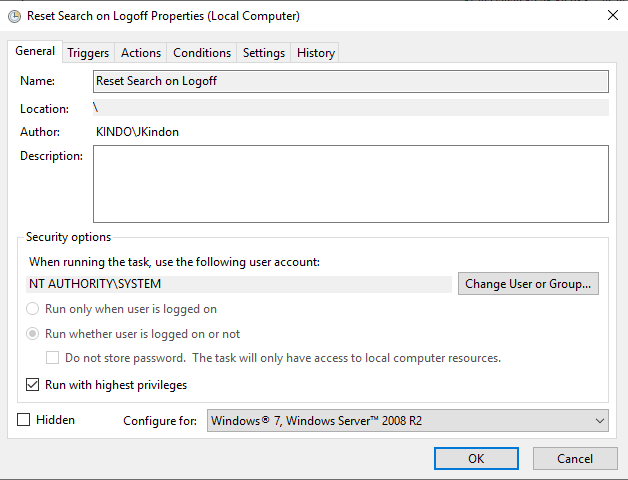 Reset Search on Logoff Properties (Local Computer)
General Triggers Actions Conditions Settings History
Name: Reset Search on Logoff
Location: \
Author: KINDO\JKindon
Description:
Security options
When running the task, use the following user account:
NT AUTHORITY\SYSTEM Change User or Group...
Run only when user is logged on
Run whether user is logged on or not
Do not store password. The task will only have access to local computer resources.
Run with highest privileges
Hidden Configure for: Windows® 7, Windows Server™ 2008 R2
OK Cancel